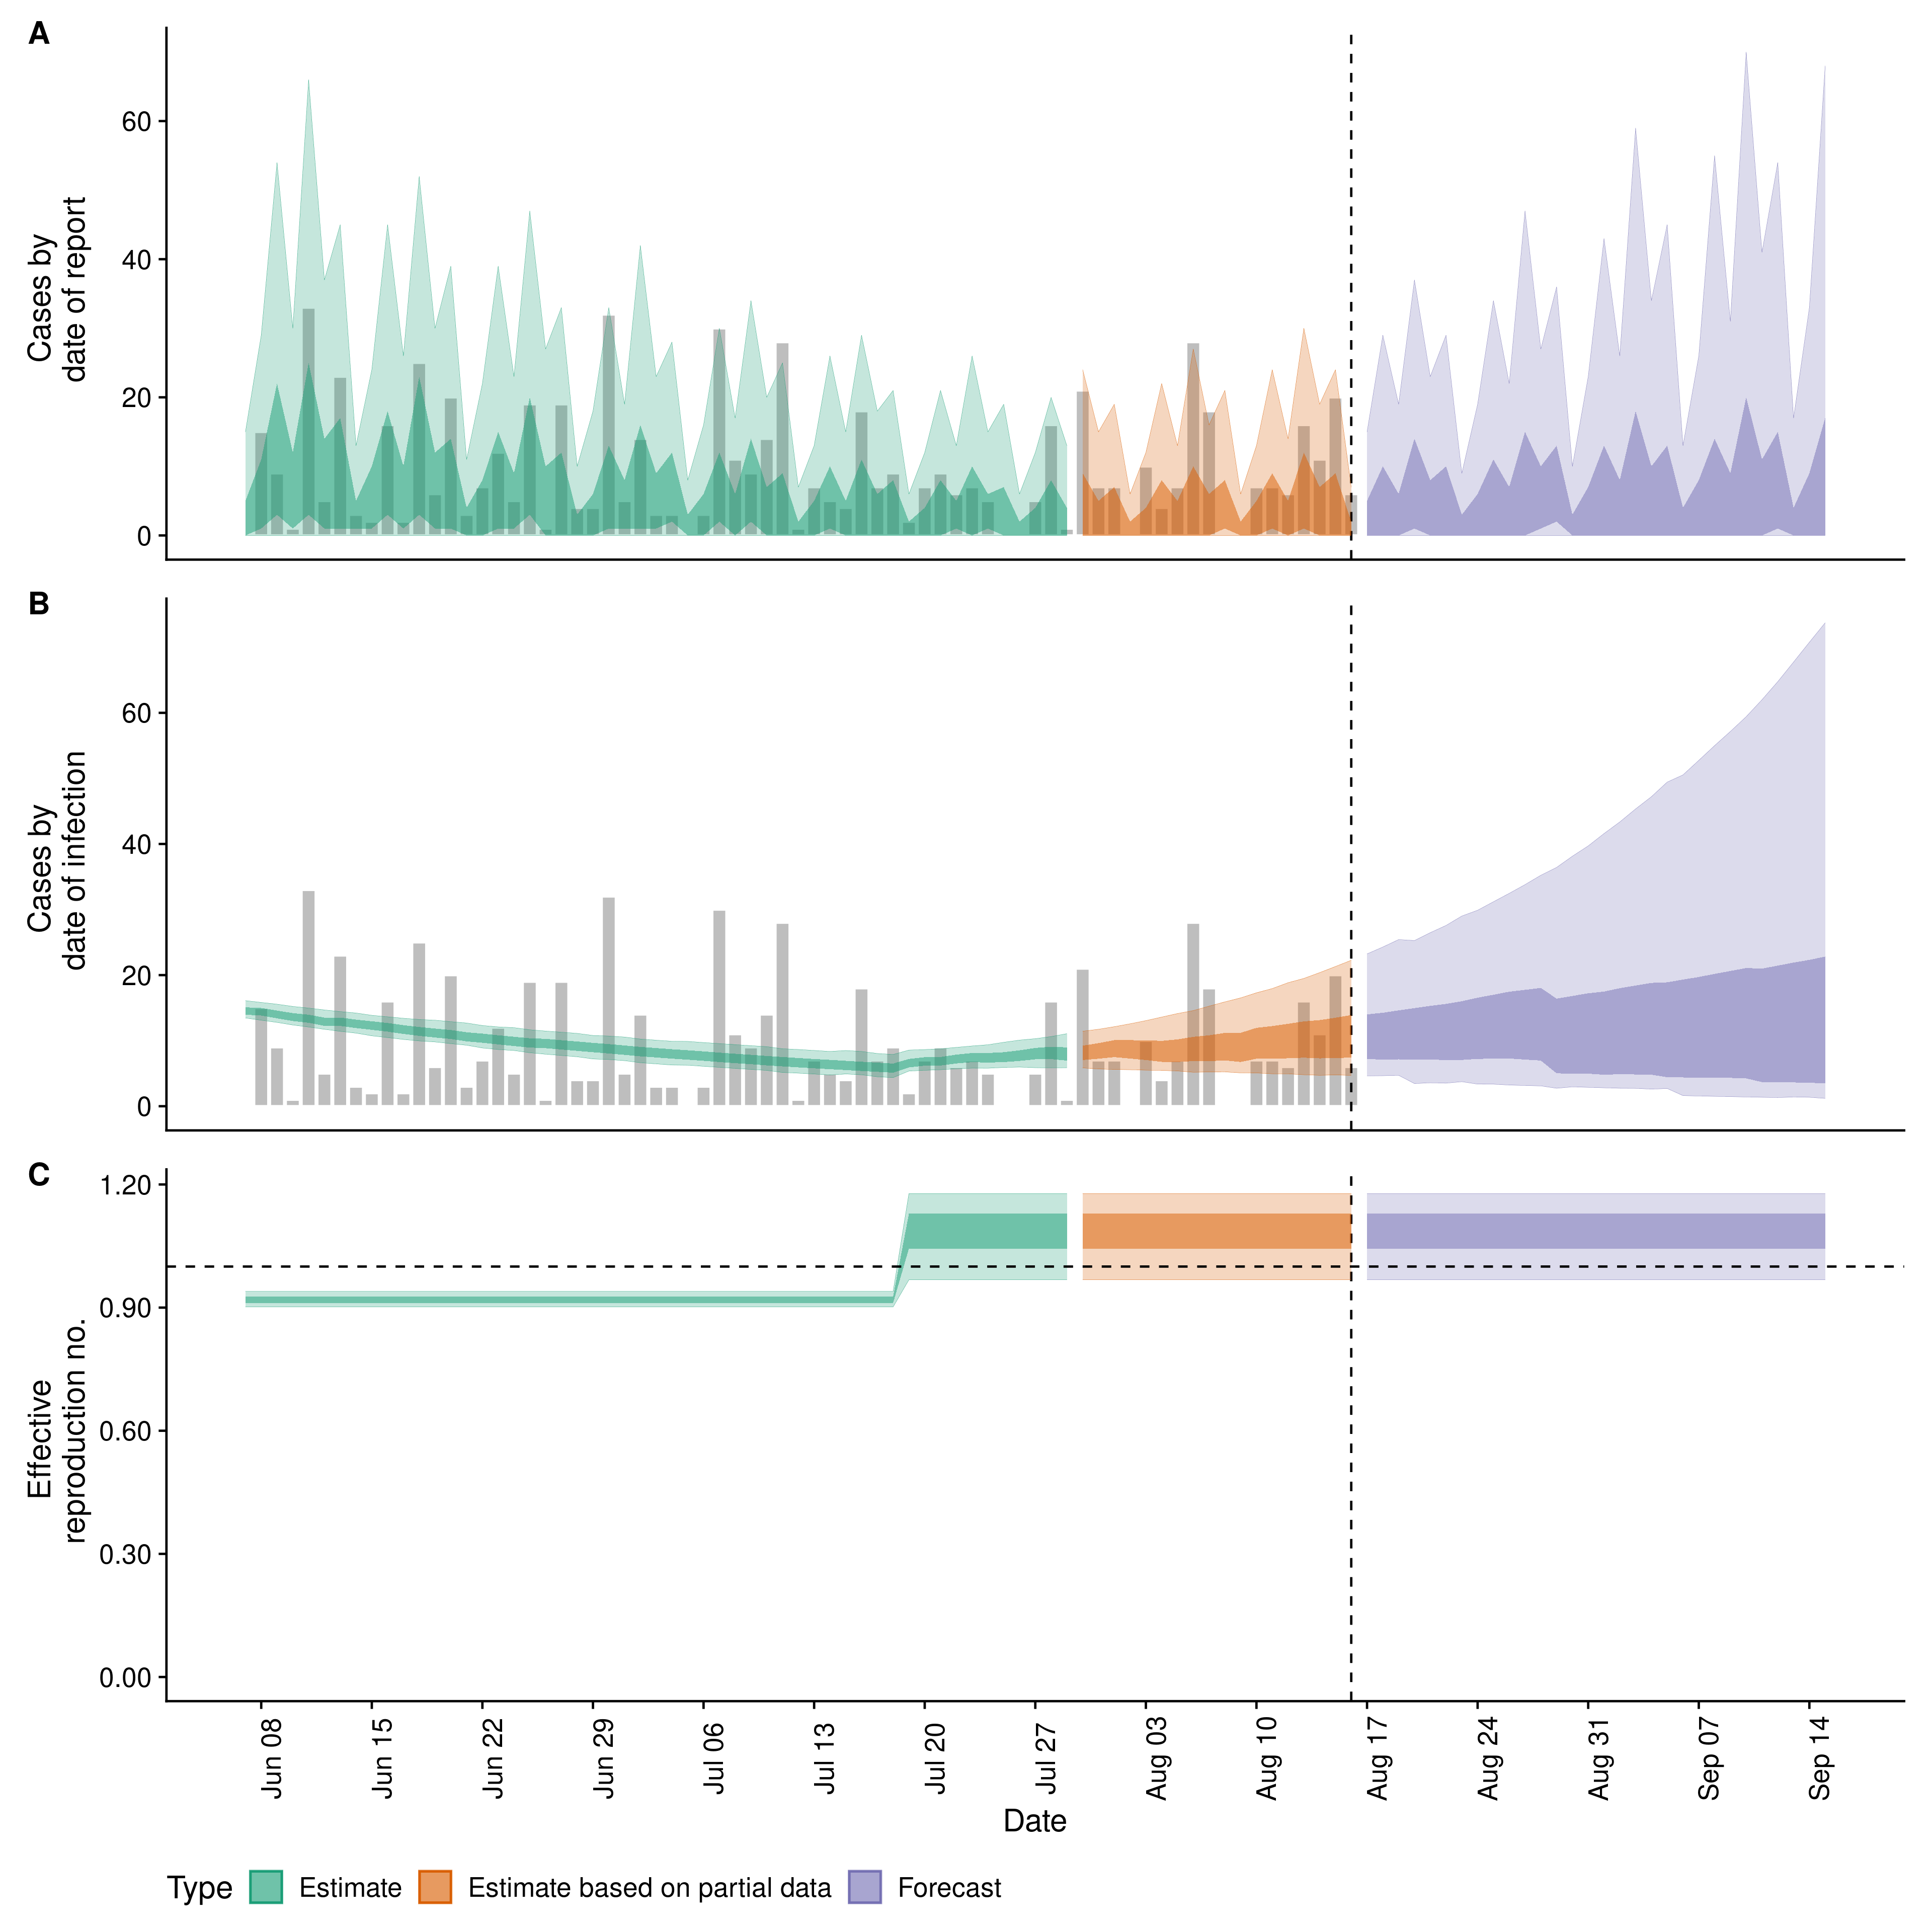 A
Cases by
date of report
60
40
20
0
B
Cases by
date of infection
60
40
20
0
C
Effective
reproduction no.
1.20
0.90
0.60
0.30
0.00
Jun 08
Jun 15
Jun 22
Jun 29
Jul 06
Jul 13
Jul 20
Jul 27
Aug 03
Aug 10
Aug 17
Aug 24
Aug 31
Sep 07
Sep 14
Date
Type Estimate Estimate based on partial data Forecast